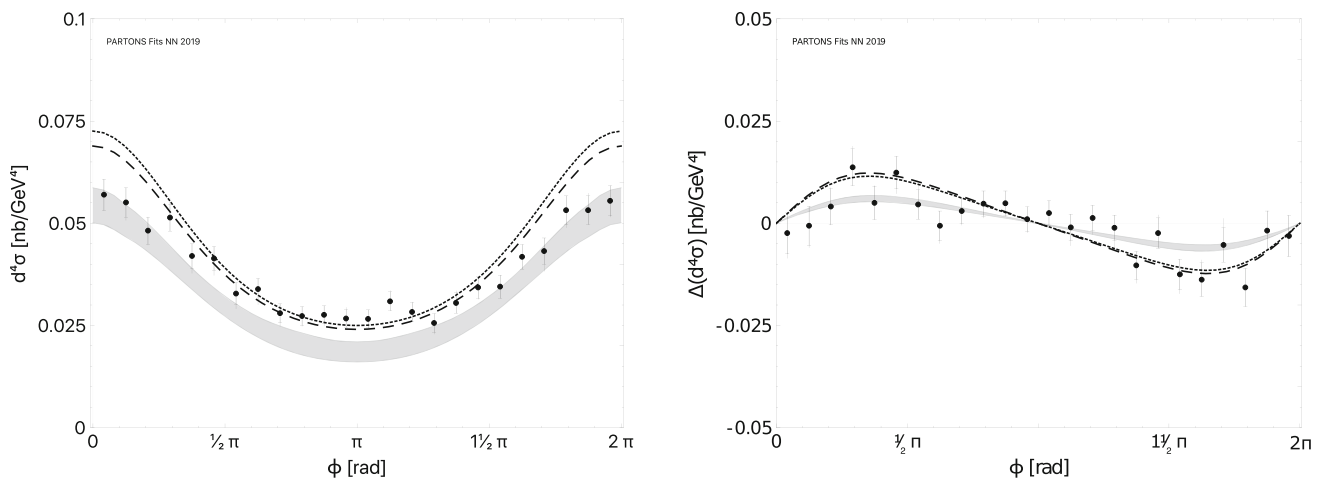 0.1
PARTONS Fits NN 2019
0.075
0.05
0.025
0
d⁴σ [nb/GeV⁴]
0
½ π
π
1½ π
2 π
ϕ [rad]
0.05
PARTONS Fits NN 2019
0.025
0
-0.025
-0.05
Δ(d⁴σ) [nb/GeV⁴]
0
½ π
1½ π
2π
ϕ [rad]